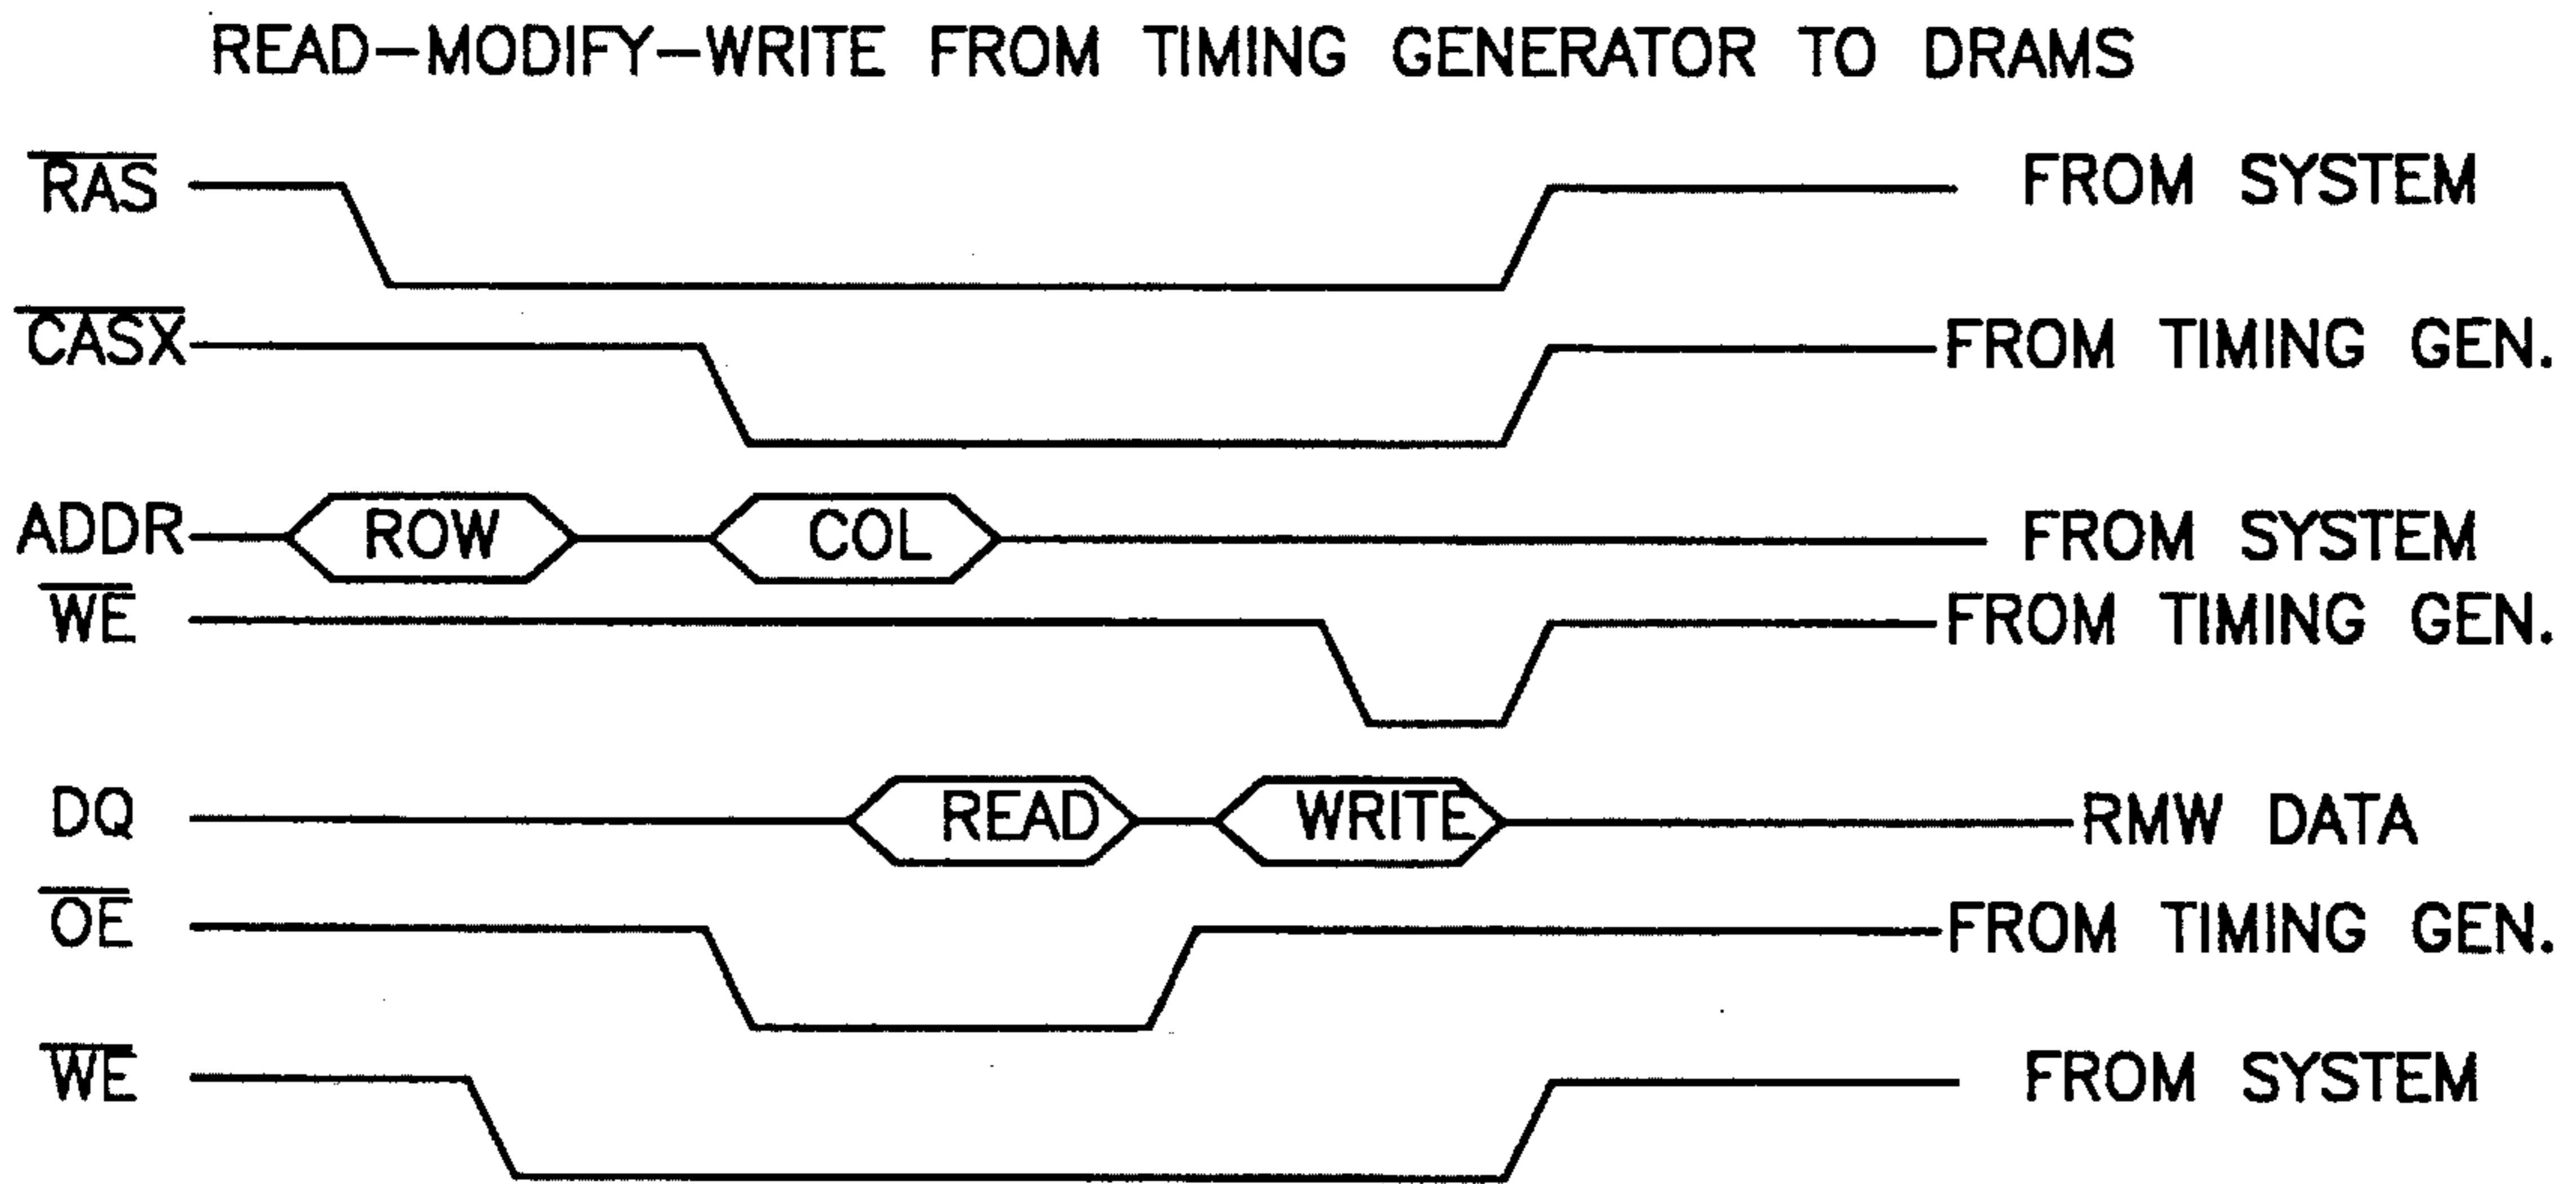 READ-MODIFY-WRITE FROM TIMING GENERATOR TO DRAMS
RAS FROM SYSTEM
CASX FROM TIMING GEN.
ADDR ROW COL FROM SYSTEM
WE FROM TIMING GEN.
DQ READ WRITE RMW DATA
OE FROM TIMING GEN.
WE FROM SYSTEM